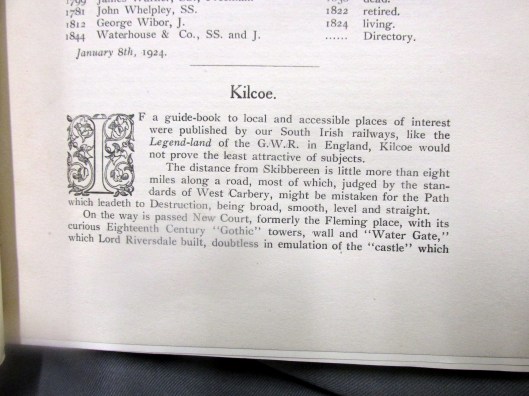 1781 John Whelpley, SS. 1822 retired.
1812 George Wibor, J. 1824 living.
1844 Waterhouse & Co., SS. and J. ...... Directory.
January 8th, 1924.
Kilcoe.
IF a guide-book to local and accessible places of interest
were published by our South Irish railways, like the
Legend-land of the G.W.R. in England, Kilcoe would
not prove the least attractive of subjects.
The distance from Skibbereen is little more than eight
miles along a road, most of which, judged by the stan-
dards of West Carbery, might be mistaken for the Path
which leadeth to Destruction, being broad, smooth, level and straight.
On the way is passed New Court, formerly the Fleming place, with its
curious Eighteenth Century "Gothic" towers, wall and "Water Gate,"
which Lord Riversdale built, doubtless in emulation of the "castle" which